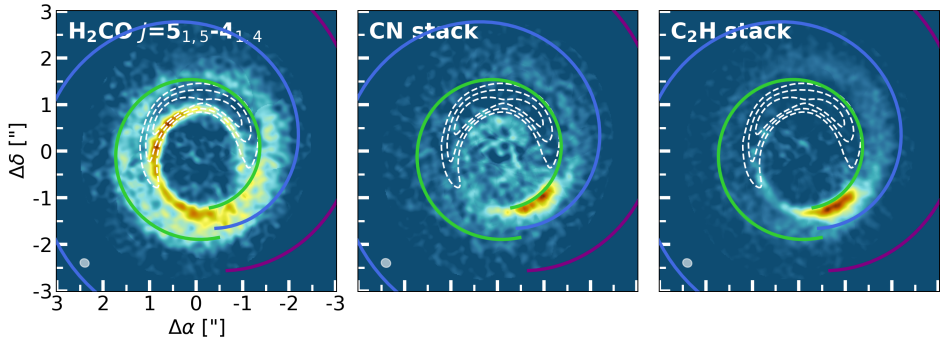 H₂CO J=5₁,₅-4₁,₄
CN stack
C₂H stack
3
2
1
0
-1
-2
-3
Δδ ["]
3 2 1 0 -1 -2 -3
Δα ["]